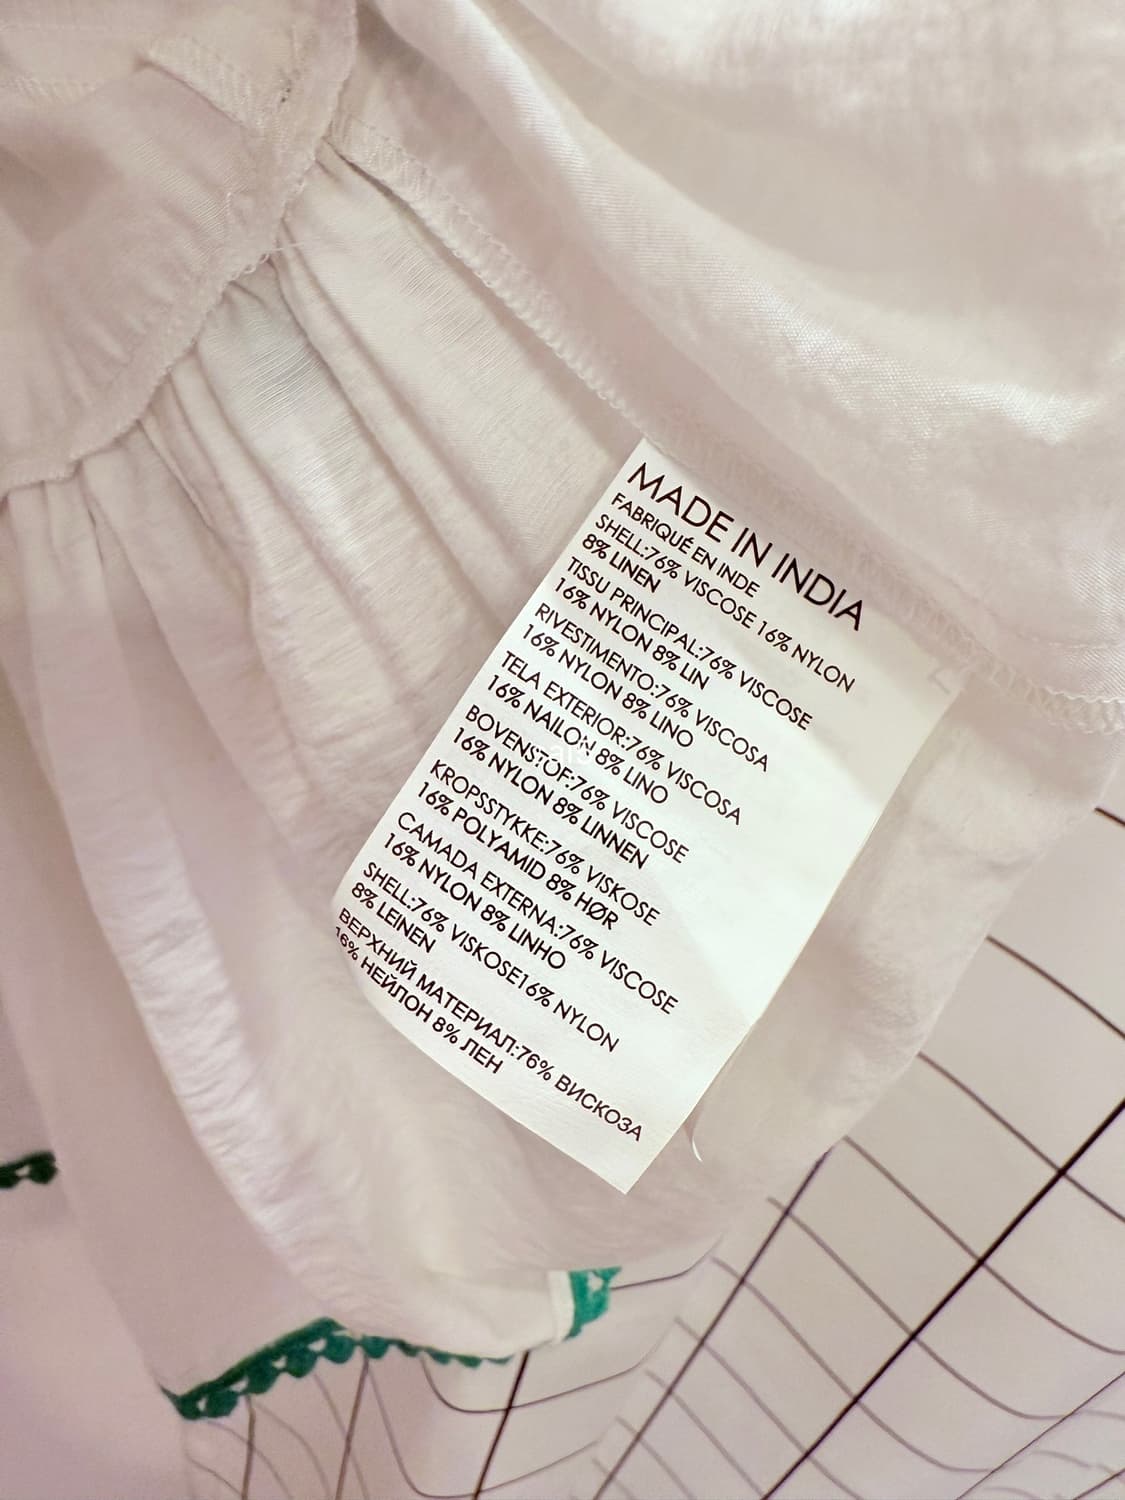 MADE IN INDIA
FABRIQUÉ EN INDE
SHELL:76% VISCOSE 16% NYLON
8% LINEN
TISSU PRINCIPAL:76% VISCOSE
16% NYLON 8% LIN
RIVESTIMENTO:76% VISCOSA
16% NYLON 8% LINO
TELA EXTERIOR:76% VISCOSA
16% NAILON 8% LINO
BOVENSTOF:76% VISCOSE
16% NYLON 8% LINNEN
KROPSSTYKKE:76% VISKOSE
16% POLYAMID 8% HØR
CAMADA EXTERNA:76% VISCOSE
16% NYLON 8% LINHO
SHELL:76% VISKOSE16% NYLON
8% LEINEN
ВЕРХНИЙ МАТЕРИАЛ:76% ВИСКОЗА
16% НЕЙЛОН 8% ЛЕН